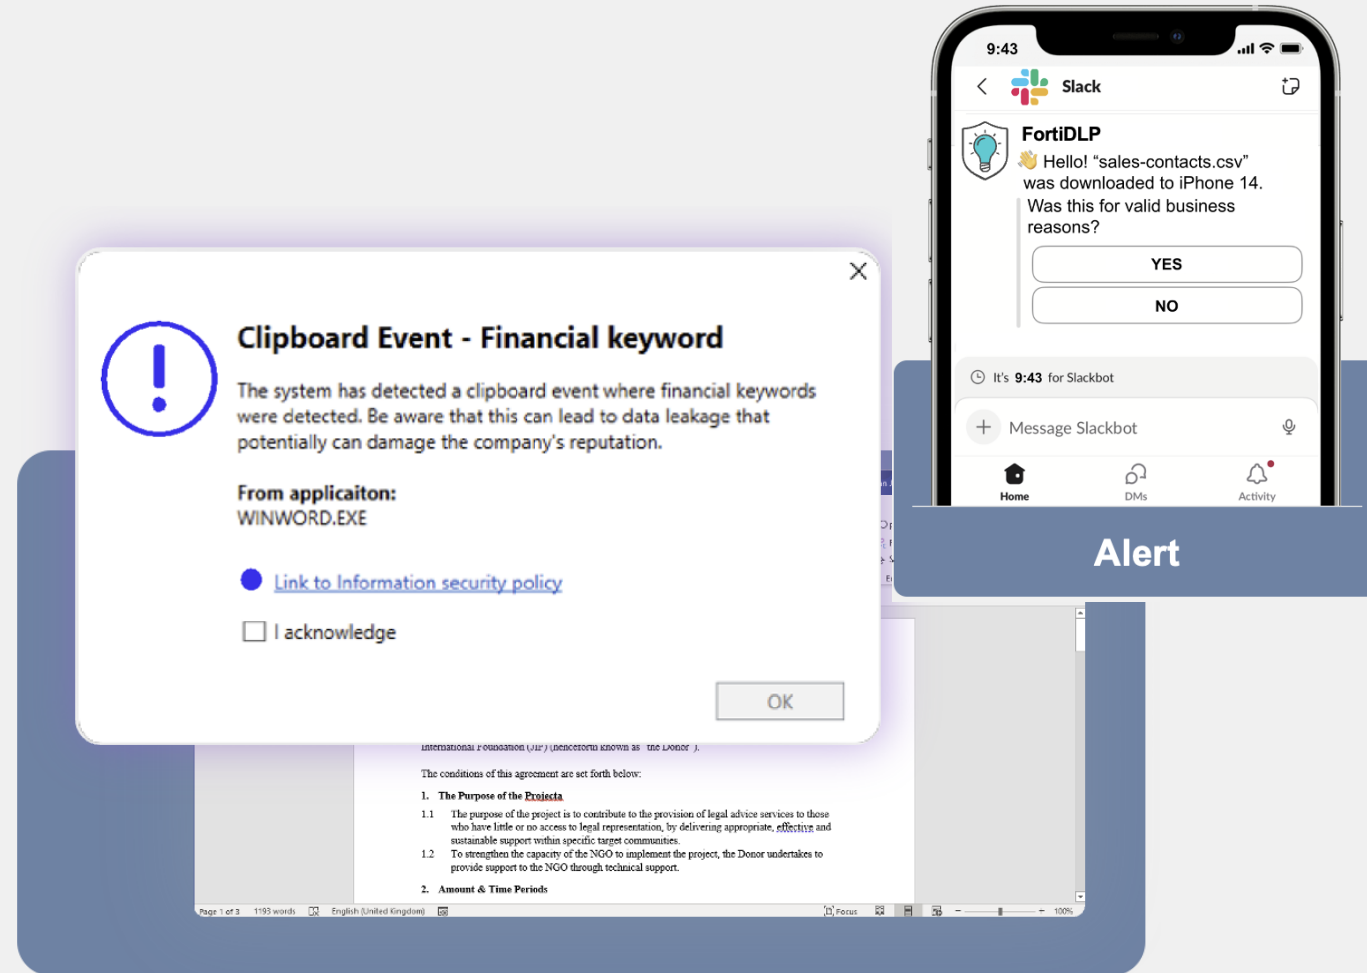 9:43
Slack
FortiDLP
👋 Hello! “sales-contacts.csv”
was downloaded to iPhone 14.
Was this for valid business
reasons?
YES
NO
It's 9:43 for Slackbot
Message Slackbot
Home
DMs
Activity
Alert
Clipboard Event - Financial keyword
The system has detected a clipboard event where financial keywords
were detected. Be aware that this can lead to data leakage that
potentially can damage the company's reputation.
From applicaiton:
WINWORD.EXE
Link to Information security policy
I acknowledge
OK
International Foundation (JIF) (henceforth known as "the Donor").
The conditions of this agreement are set forth below:
1. The Purpose of the Projecta
1.1 The purpose of the project is to contribute to the provision of legal advice services to those
who have little or no access to legal representation, by delivering appropriate, effective and
sustainable support within specific target communities.
1.2 To strengthen the capacity of the NGO to implement the project, the Donor undertakes to
provide support to the NGO through technical support.
2. Amount & Time Periods
Page 1 of 3 1193 words English (United Kingdom) Focus 100%